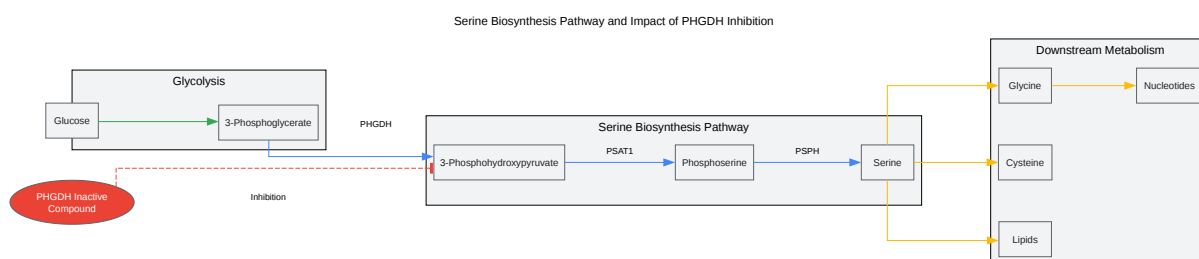 Serine Biosynthesis Pathway and Impact of PHGDH Inhibition
Glycolysis
Glucose
3-Phosphoglycerate
PHGDH
Serine Biosynthesis Pathway
3-Phosphohydroxypyruvate
PSAT1
Phosphoserine
PSPH
Serine
Downstream Metabolism
Glycine
Nucleotides
Cysteine
Lipids
PHGDH Inactive
Compound
Inhibition